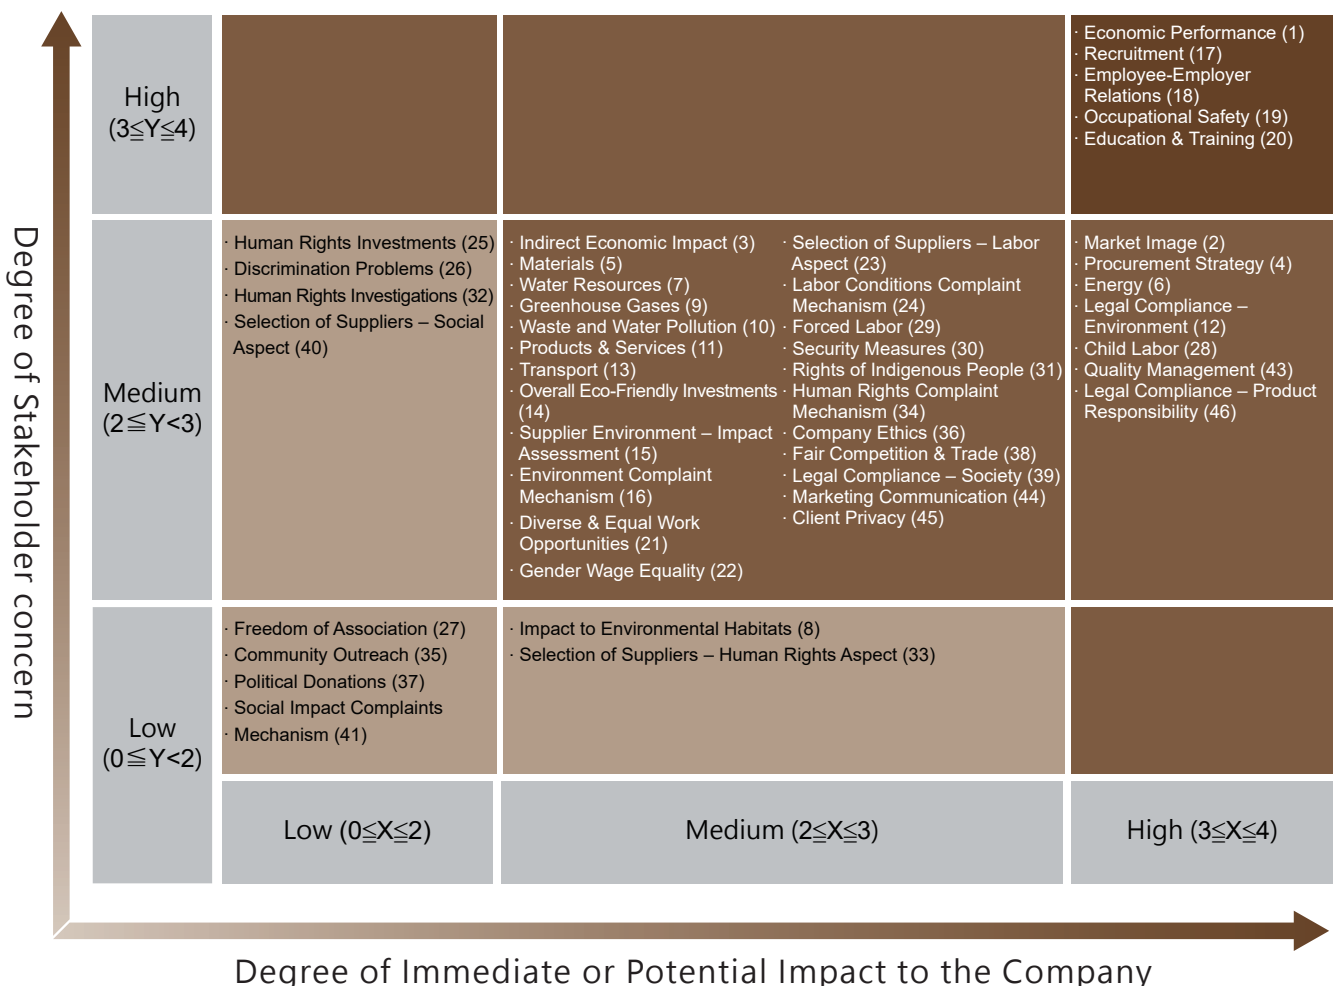 Degree of Stakeholder concern
High
(3≦Y≦4)
· Economic Performance (1)
· Recruitment (17)
· Employee-Employer
Relations (18)
· Occupational Safety (19)
· Education & Training (20)
Medium
(2≦Y<3)
· Human Rights Investments (25)
· Discrimination Problems (26)
· Human Rights Investigations (32)
· Selection of Suppliers – Social
Aspect (40)
· Indirect Economic Impact (3)
· Materials (5)
· Water Resources (7)
· Greenhouse Gases (9)
· Waste and Water Pollution (10)
· Products & Services (11)
· Transport (13)
· Overall Eco-Friendly Investments
(14)
· Supplier Environment – Impact
Assessment (15)
· Environment Complaint
Mechanism (16)
· Diverse & Equal Work
Opportunities (21)
· Gender Wage Equality (22)
· Selection of Suppliers – Labor
Aspect (23)
· Labor Conditions Complaint
Mechanism (24)
· Forced Labor (29)
· Security Measures (30)
· Rights of Indigenous People (31)
· Human Rights Complaint
Mechanism (34)
· Company Ethics (36)
· Fair Competition & Trade (38)
· Legal Compliance – Society (39)
· Marketing Communication (44)
· Client Privacy (45)
· Market Image (2)
· Procurement Strategy (4)
· Energy (6)
· Legal Compliance –
Environment (12)
· Child Labor (28)
· Quality Management (43)
· Legal Compliance – Product
Responsibility (46)
Low
(0≦Y<2)
· Freedom of Association (27)
· Community Outreach (35)
· Political Donations (37)
· Social Impact Complaints
· Mechanism (41)
· Impact to Environmental Habitats (8)
· Selection of Suppliers – Human Rights Aspect (33)
Low (0≦X≦2)
Medium (2≦X≦3)
High (3≦X≦4)
Degree of Immediate or Potential Impact to the Company